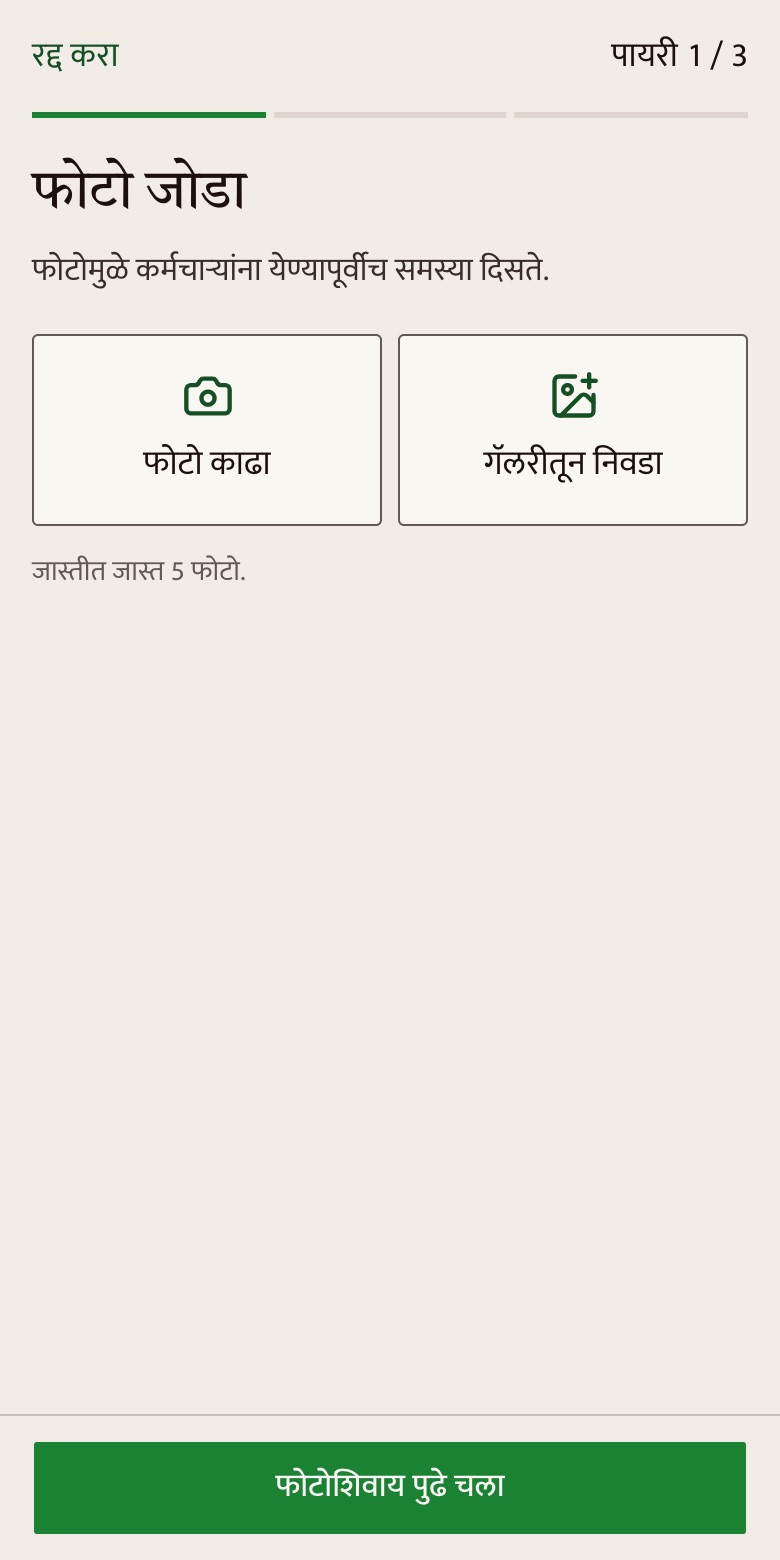 रद्द करा
पायरी 1 / 3
फोटो जोडा
फोटोमुळे कर्मचाऱ्यांना येण्यापूर्वीच समस्या दिसते.
फोटो काढा
गॅलरीतून निवडा
जास्तीत जास्त 5 फोटो.
फोटोशिवाय पुढे चला